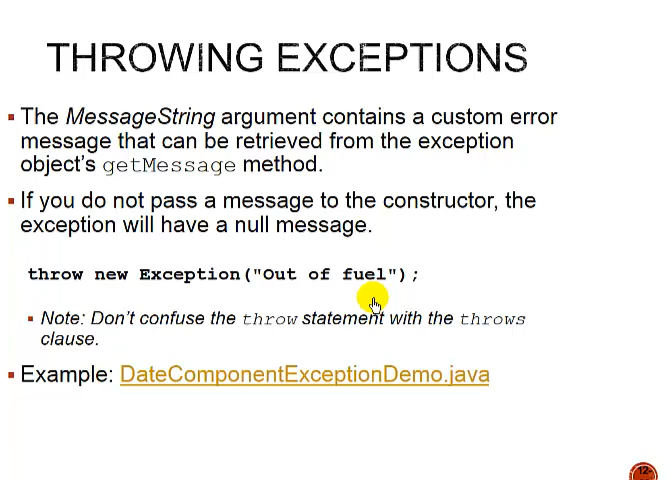 THROWING EXCEPTIONS
▪ The MessageString argument contains a custom error
message that can be retrieved from the exception
object's getMessage method.
▪ If you do not pass a message to the constructor, the
exception will have a null message.
throw new Exception("Out of fuel");
▪ Note: Don't confuse the throw statement with the throws
clause.
▪ Example: DateComponentExceptionDemo.java
12-